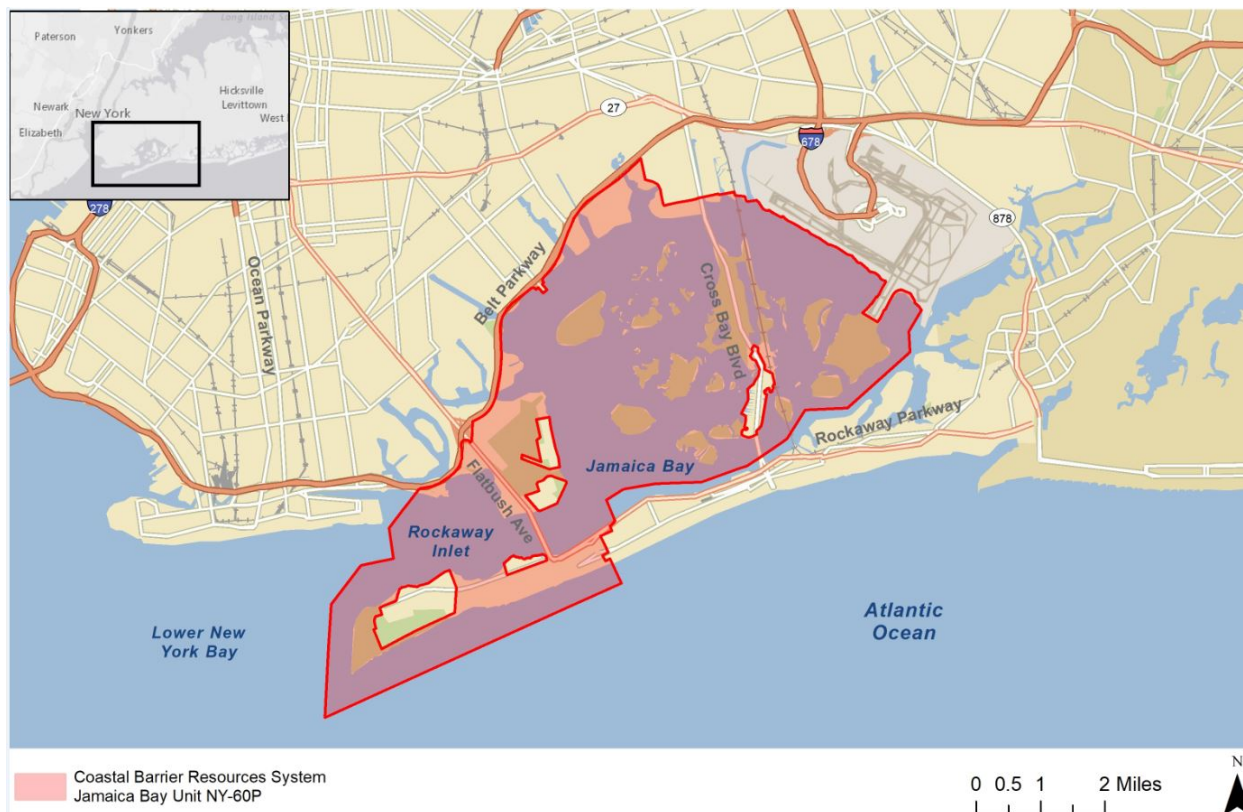 Long Island S
Paterson
Yonkers
Newark
New York
Elizabeth
Hicksville
Levittown
West
27
678
278
878
Ocean Parkway
Belt Parkway
Cross Bay Blvd
Rockaway Parkway
Jamaica Bay
Flatbush Ave
Rockaway
Inlet
Lower New
York Bay
Atlantic
Ocean
Coastal Barrier Resources System
Jamaica Bay Unit NY-60P
0 0.5 1 2 Miles
N